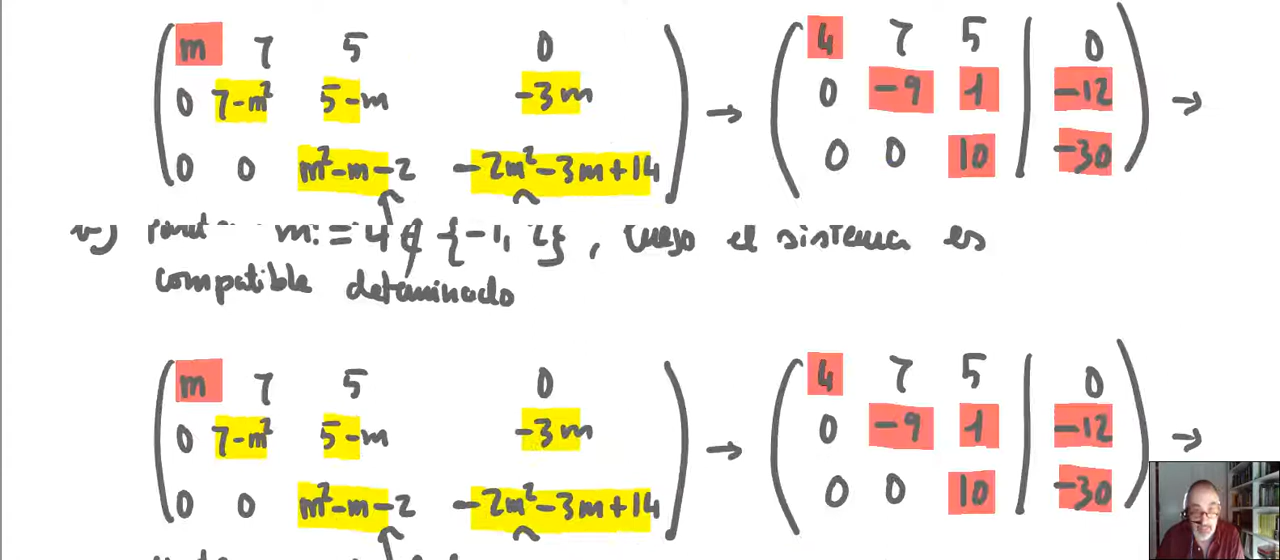 m 7 5 0 → 4 7 5 | 0
0 7-m² 5-m -3m 0 -9 1 | -12 →
0 0 m²-m-2 -2m²-3m+14 0 0 10 | -30
m = 4 ∉ {-1, 2}, luego el sistema es
compatible determinado
m 7 5 0 → 4 7 5 | 0
0 7-m² 5-m -3m 0 -9 1 | -12 →
0 0 m²-m-2 -2m²-3m+14 0 0 10 | -30